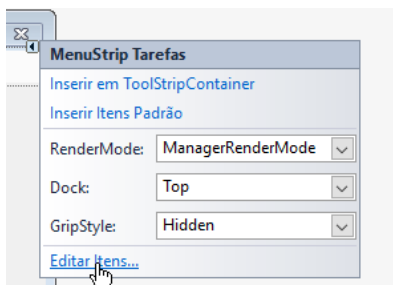 MenuStrip Tarefas
Inserir em ToolStripContainer
Inserir Itens Padrão
RenderMode: ManagerRenderMode
Dock: Top
GripStyle: Hidden
Editar Itens...